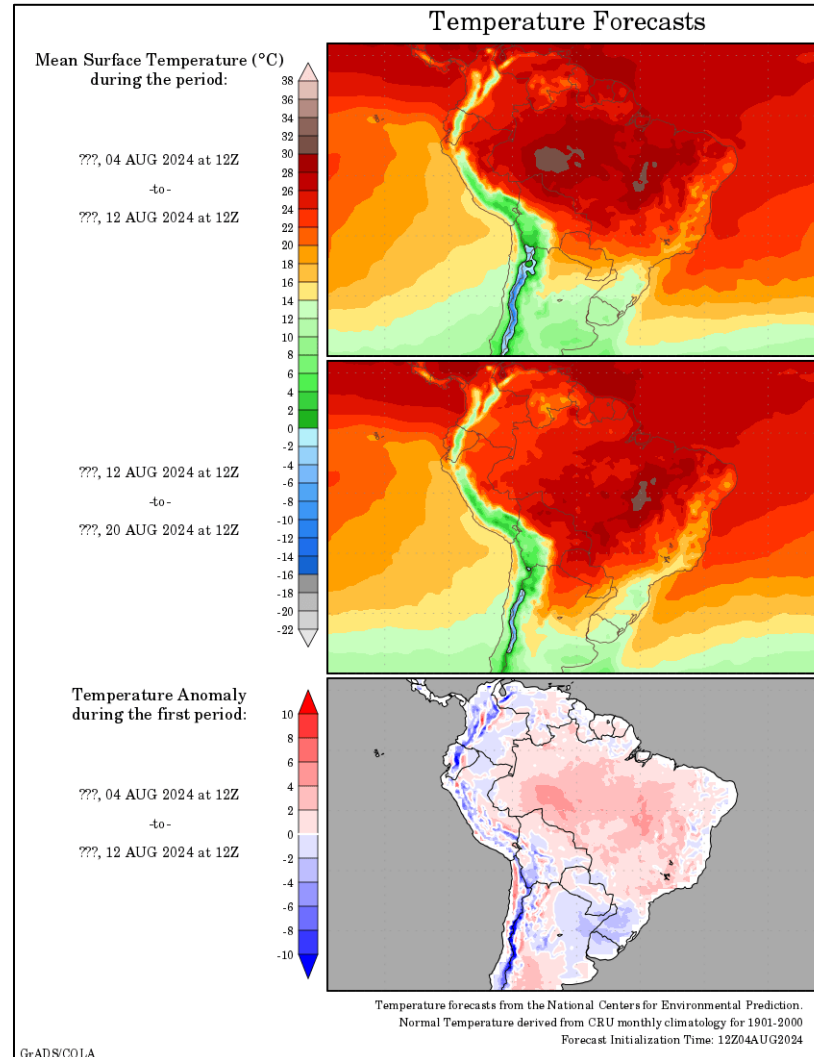 Temperature Forecasts
Mean Surface Temperature (°C)
during the period:
???, 04 AUG 2024 at 12Z
-to-
???, 12 AUG 2024 at 12Z
38
36
34
32
30
28
26
24
22
20
18
16
14
12
10
8
6
4
2
0
-2
-4
-6
-8
-10
-12
-14
-16
-18
-20
-22
???, 12 AUG 2024 at 12Z
-to-
???, 20 AUG 2024 at 12Z
Temperature Anomaly
during the first period:
???, 04 AUG 2024 at 12Z
-to-
???, 12 AUG 2024 at 12Z
10
8
6
4
2
0
-2
-4
-6
-8
-10
Temperature forecasts from the National Centers for Environmental Prediction.
Normal Temperature derived from CRU monthly climatology for 1901-2000
Forecast Initialization Time: 12Z04AUG2024
GrADS/COLA